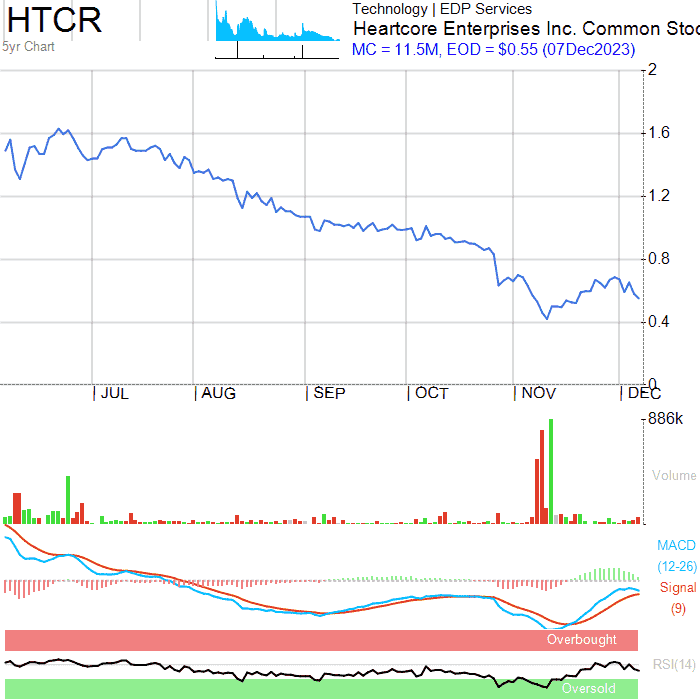 HTCR
5yr Chart
Technology | EDP Services
Heartcore Enterprises Inc. Common Stoc
MC = 11.5M, EOD = $0.55 (07Dec2023)
2
1.6
1.2
0.8
0.4
0
JUL AUG SEP OCT NOV DEC
886k
Volume
MACD
(12-26)
Signal
(9)
Overbought
RSI(14)
Oversold